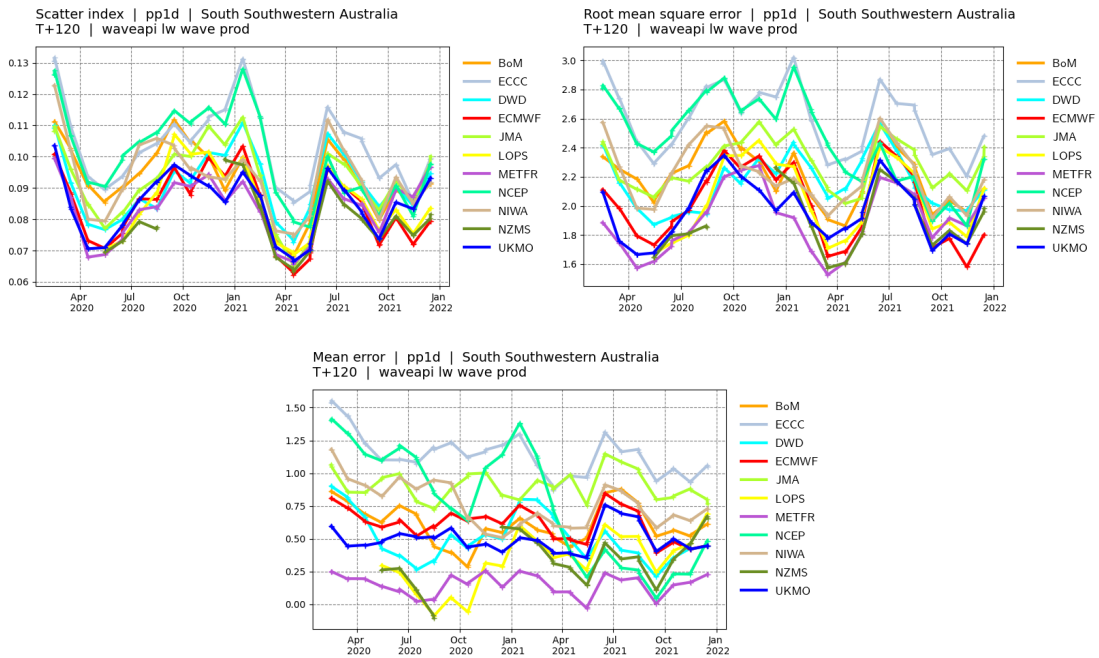 Scatter index | pp1d | South Southwestern Australia
T+120 | waveapi lw wave prod
0.13
0.12
0.11
0.10
0.09
0.08
0.07
0.06
Apr 2020
Jul 2020
Oct 2020
Jan 2021
Apr 2021
Jul 2021
Oct 2021
Jan 2022
BoM
ECCC
DWD
ECMWF
JMA
LOPS
METFR
NCEP
NIWA
NZMS
UKMO
Root mean square error | pp1d | South Southwestern Australia
T+120 | waveapi lw wave prod
3.0
2.8
2.6
2.4
2.2
2.0
1.8
1.6
Apr 2020
Jul 2020
Oct 2020
Jan 2021
Apr 2021
Jul 2021
Oct 2021
Jan 2022
BoM
ECCC
DWD
ECMWF
JMA
LOPS
METFR
NCEP
NIWA
NZMS
UKMO
Mean error | pp1d | South Southwestern Australia
T+120 | waveapi lw wave prod
1.50
1.25
1.00
0.75
0.50
0.25
0.00
Apr 2020
Jul 2020
Oct 2020
Jan 2021
Apr 2021
Jul 2021
Oct 2021
Jan 2022
BoM
ECCC
DWD
ECMWF
JMA
LOPS
METFR
NCEP
NIWA
NZMS
UKMO